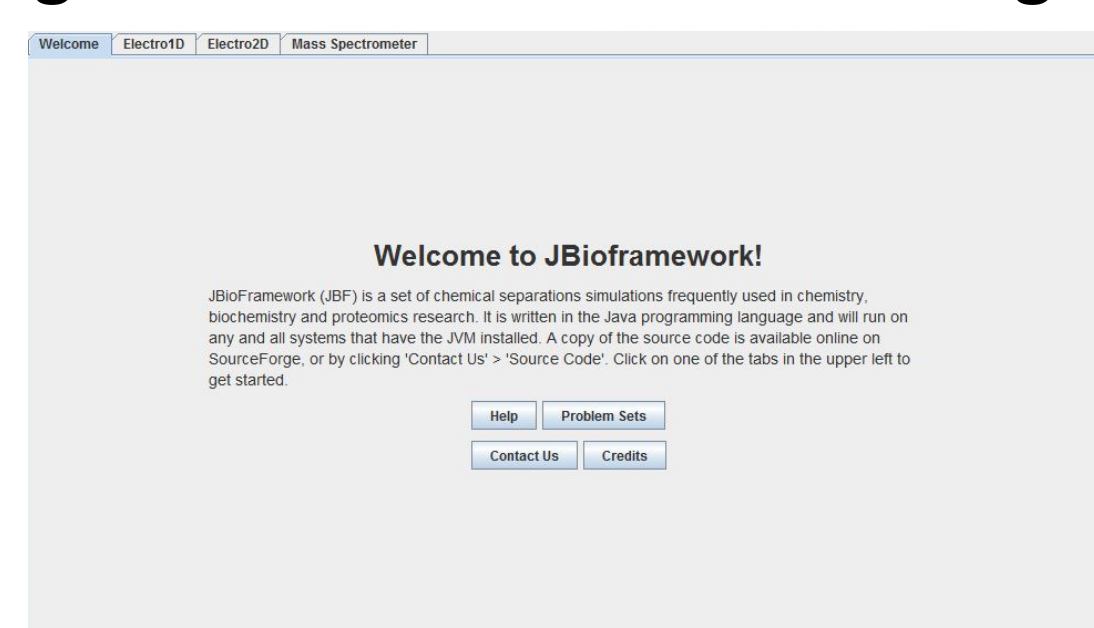 Welcome Electro1D Electro2D Mass Spectrometer
Welcome to JBioframework!
JBioFramework (JBF) is a set of chemical separations simulations frequently used in chemistry,
biochemistry and proteomics research. It is written in the Java programming language and will run on
any and all systems that have the JVM installed. A copy of the source code is available online on
SourceForge, or by clicking 'Contact Us' > 'Source Code'. Click on one of the tabs in the upper left to
get started.
Help Problem Sets
Contact Us Credits